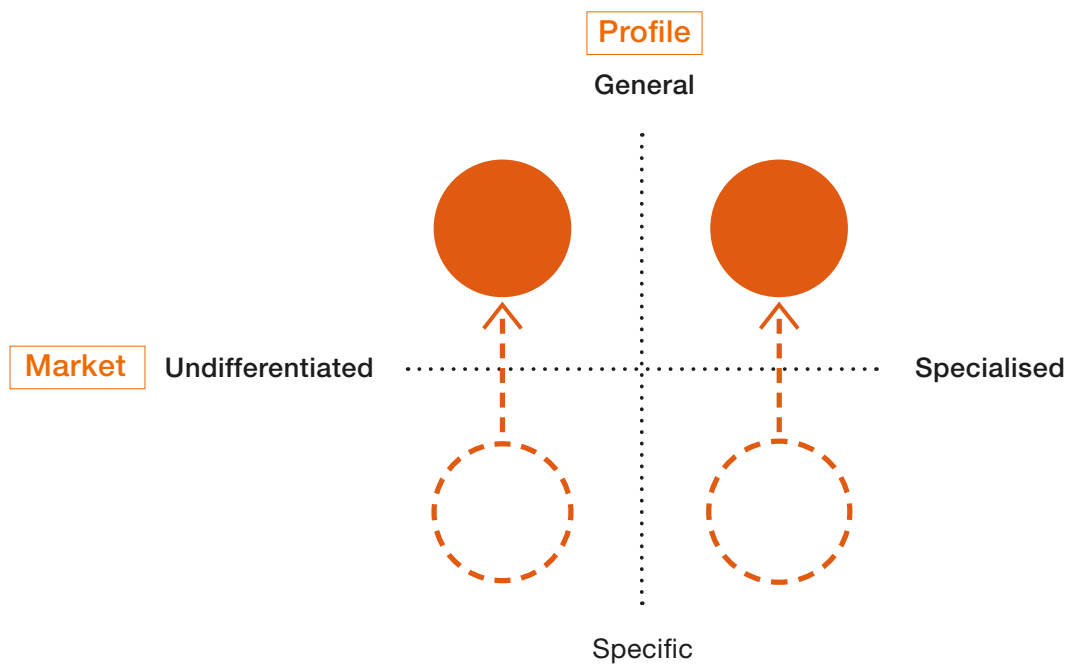 Profile
General
Market
Undifferentiated
Specialised
Specific